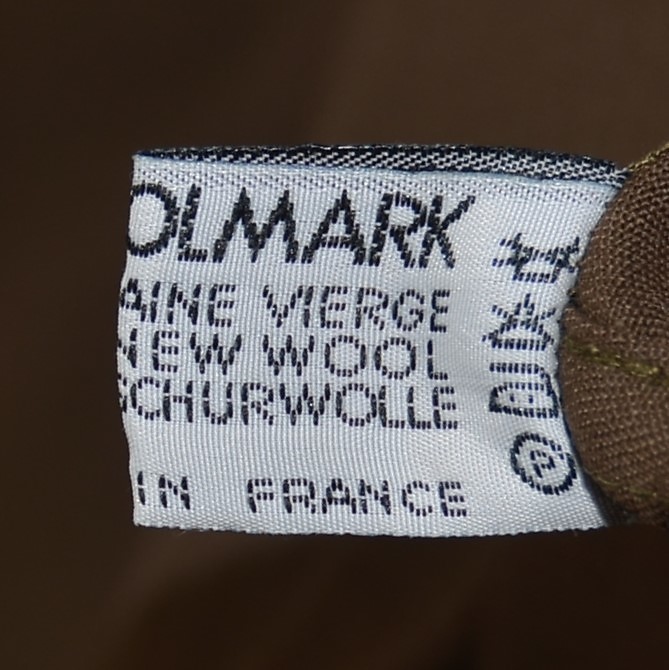 OLMARK
AINE VIERGE
NEW WOOL
SCHURWOLLE
IN FRANCE
P